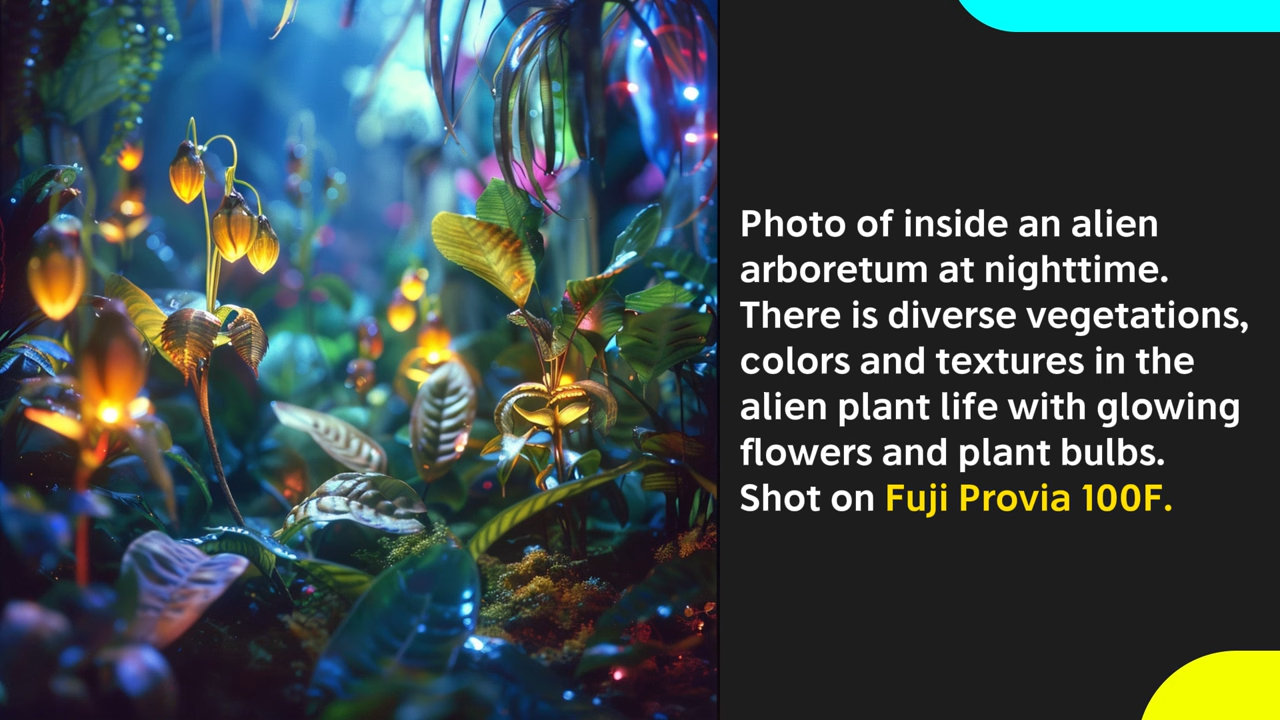 Photo of inside an alien
arboretum at nighttime.
There is diverse vegetations,
colors and textures in the
alien plant life with glowing
flowers and plant bulbs.
Shot on Fuji Provia 100F.